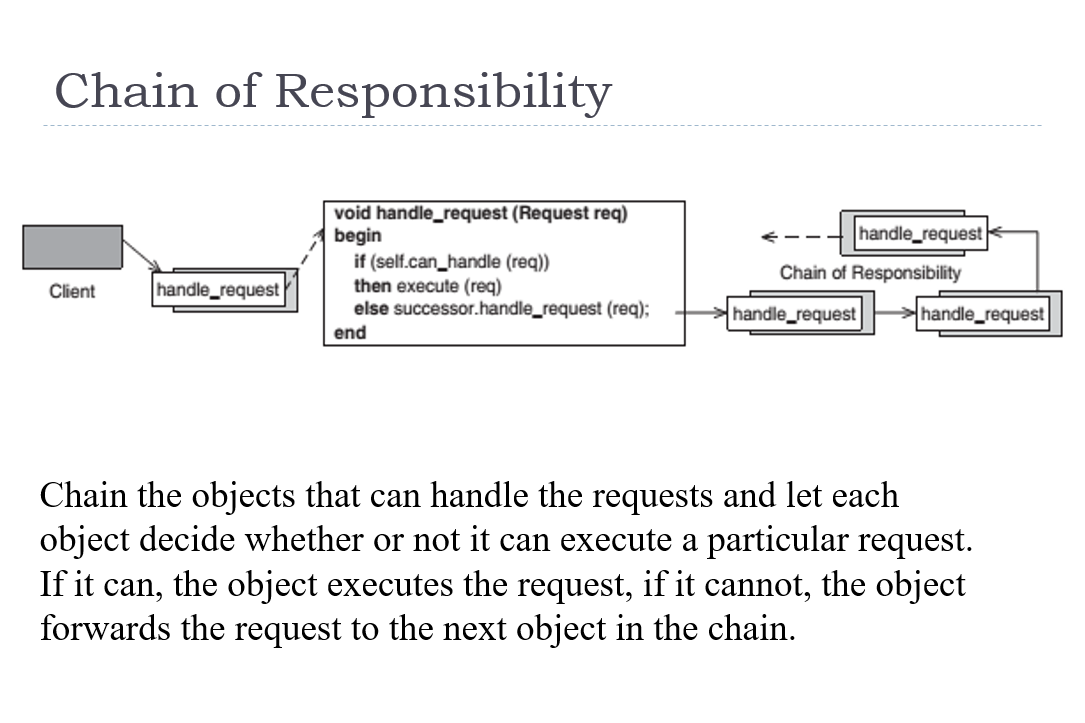 Chain of Responsibility
Client
handle_request
void handle_request (Request req)
begin
if (self.can_handle (req))
then execute (req)
else successor.handle_request (req);
end
handle_request
Chain of Responsibility
handle_request
handle_request
Chain the objects that can handle the requests and let each
object decide whether or not it can execute a particular request.
If it can, the object executes the request, if it cannot, the object
forwards the request to the next object in the chain.